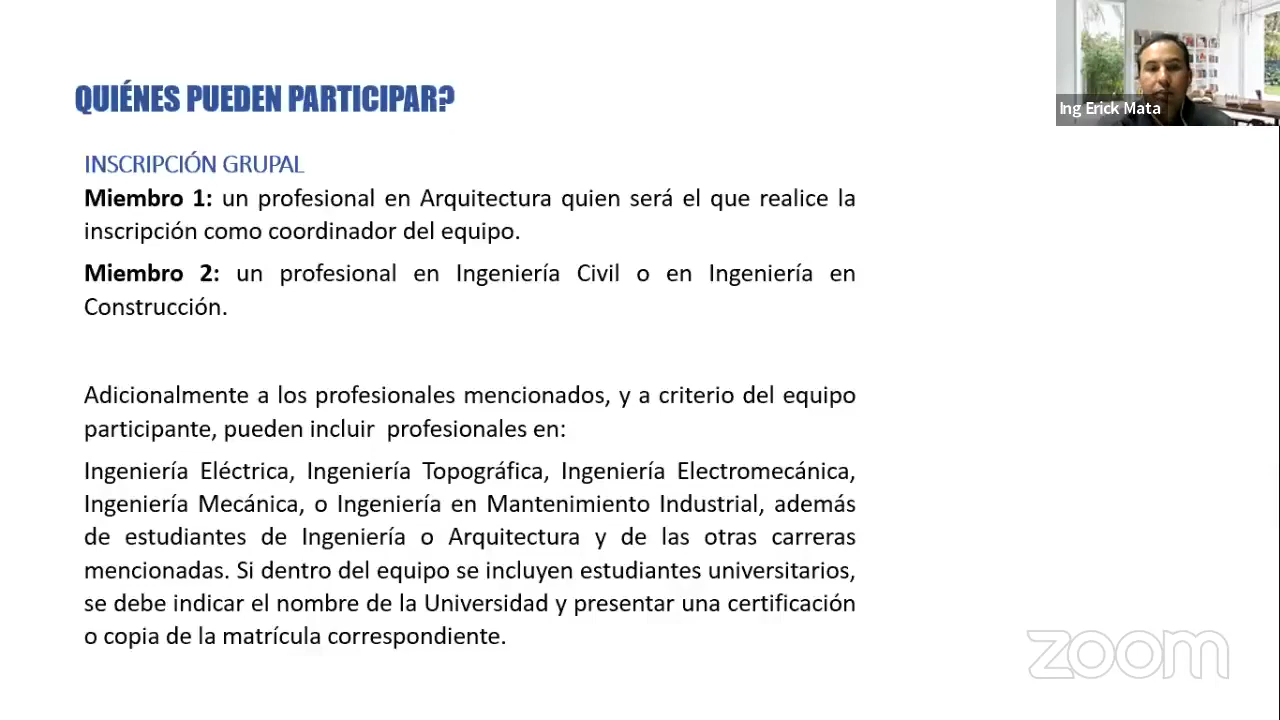 QUIÉNES PUEDEN PARTICIPAR?
Ing Erick Mata
INSCRIPCIÓN GRUPAL
Miembro 1: un profesional en Arquitectura quien será el que realice la
inscripción como coordinador del equipo.
Miembro 2: un profesional en Ingeniería Civil o en Ingeniería en
Construcción.
Adicionalmente a los profesionales mencionados, y a criterio del equipo
participante, pueden incluir profesionales en:
Ingeniería Eléctrica, Ingeniería Topográfica, Ingeniería Electromecánica,
Ingeniería Mecánica, o Ingeniería en Mantenimiento Industrial, además
de estudiantes de Ingeniería o Arquitectura y de las otras carreras
mencionadas. Si dentro del equipo se incluyen estudiantes universitarios,
se debe indicar el nombre de la Universidad y presentar una certificación
o copia de la matrícula correspondiente.
zoom